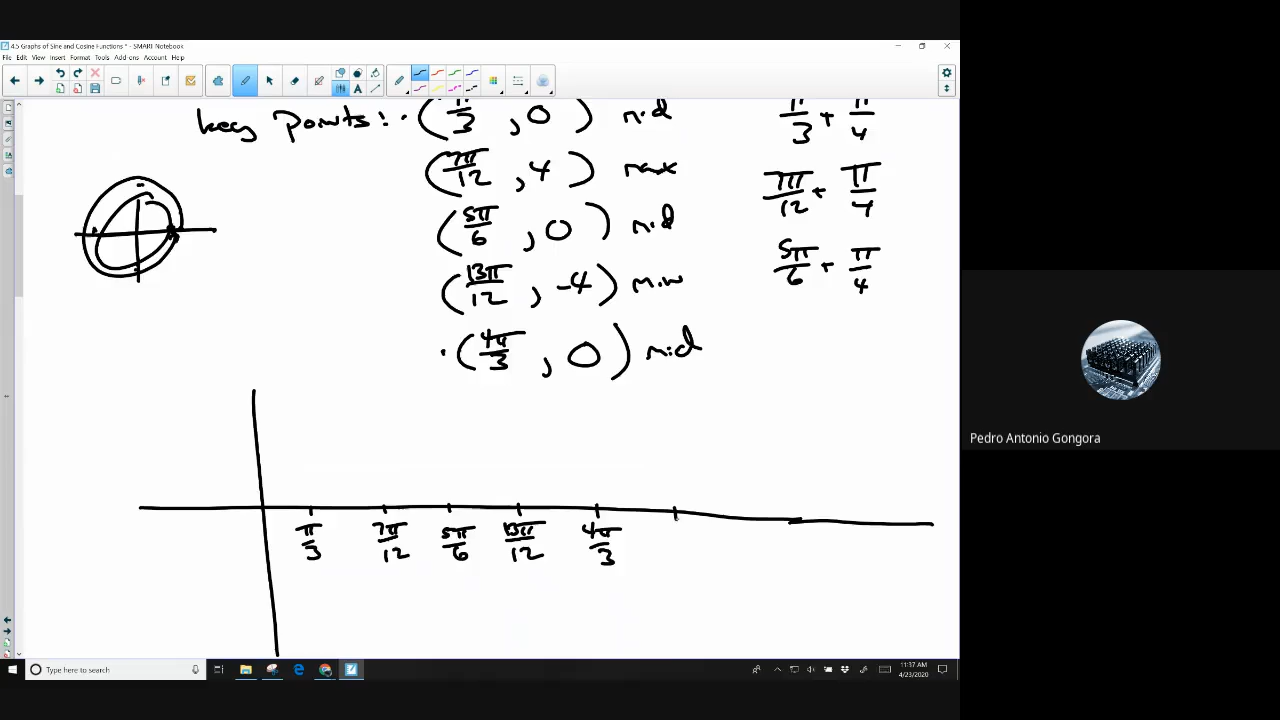 4.5 Graphs of Sine and Cosine Functions * - SMART Notebook
File Edit View Insert Format Tools Add-ons Account Help
key points: · (π/3 , 0) mid π/3 + π/4
(7π/12 , 4) max 7π/12 + π/4
(5π/6 , 0) mid 5π/6 + π/4
(13π/12 , -4) min
· (4π/3 , 0) mid
π/3 7π/12 5π/6 13π/12 4π/3
Pedro Antonio Gongora
Type here to search
11:37 AM
4/23/2020